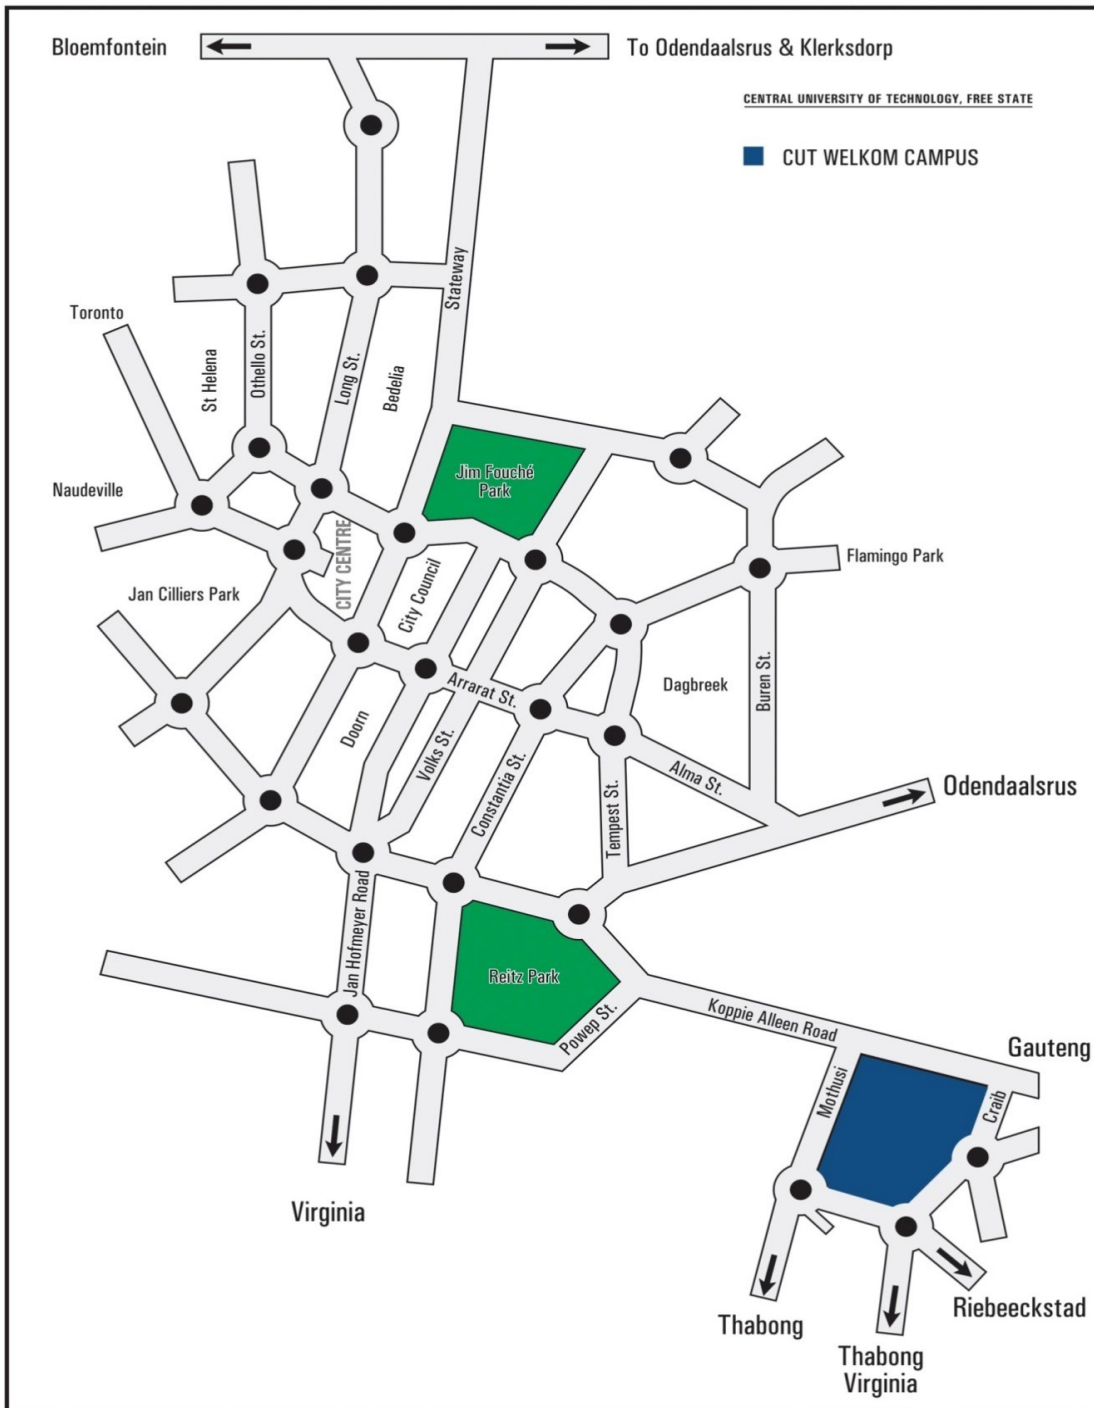 Bloemfontein
To Odendaalsrus & Klerksdorp
CENTRAL UNIVERSITY OF TECHNOLOGY, FREE STATE
CUT WELKOM CAMPUS
Stateway
Toronto
St Helena
Othello St.
Long St.
Bedelia
Jim Fouché
Park
Naudeville
CITY CENTRE
City Council
Flamingo Park
Jan Cilliers Park
Arrarat St.
Dagbreek
Buren St.
Doorn
Volks St.
Constantia St.
Tempest St.
Alma St.
Odendaalsrus
Jan Hofmeyer Road
Reitz Park
Powep St.
Koppie Alleen Road
Gauteng
Mothusi
Craib
Virginia
Thabong
Riebeeckstad
Thabong
Virginia